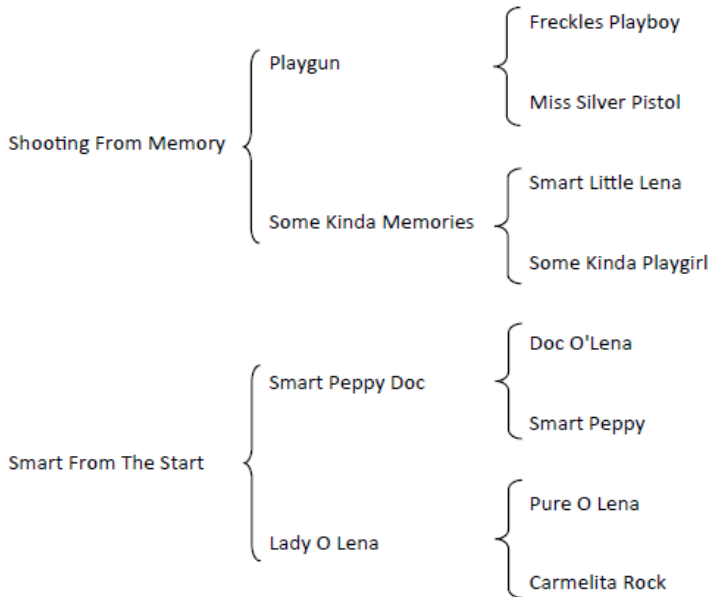 Freckles Playboy
Playgun
Miss Silver Pistol
Shooting From Memory
Smart Little Lena
Some Kinda Memories
Some Kinda Playgirl
Doc O'Lena
Smart Peppy Doc
Smart Peppy
Smart From The Start
Pure O Lena
Lady O Lena
Carmelita Rock